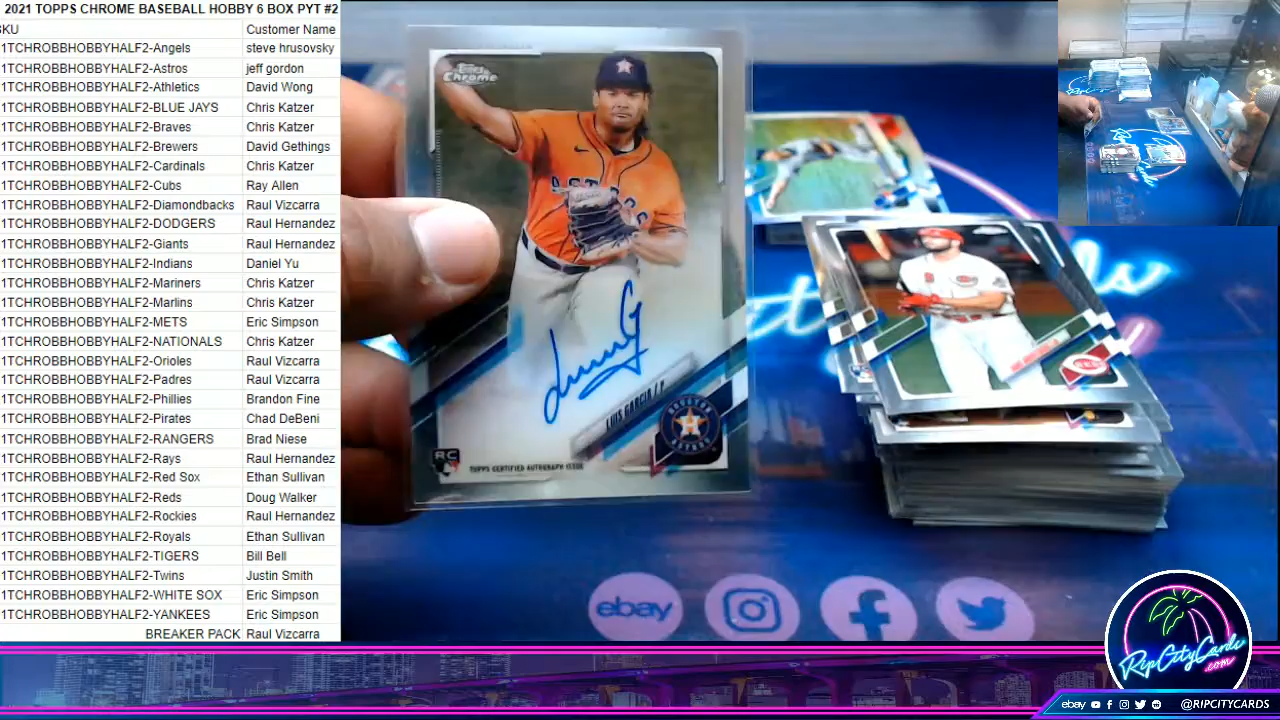 2021 TOPPS CHROME BASEBALL HOBBY 6 BOX PYT #2
KU Customer Name
1TCHROBBHOBBYHALF2-Angels steve hrusovsky
1TCHROBBHOBBYHALF2-Astros jeff gordon
1TCHROBBHOBBYHALF2-Athletics David Wong
1TCHROBBHOBBYHALF2-BLUE JAYS Chris Katzer
1TCHROBBHOBBYHALF2-Braves Chris Katzer
1TCHROBBHOBBYHALF2-Brewers David Gethings
1TCHROBBHOBBYHALF2-Cardinals Chris Katzer
1TCHROBBHOBBYHALF2-Cubs Ray Allen
1TCHROBBHOBBYHALF2-Diamondbacks Raul Vizcarra
1TCHROBBHOBBYHALF2-DODGERS Raul Hernandez
1TCHROBBHOBBYHALF2-Giants Raul Hernandez
1TCHROBBHOBBYHALF2-Indians Daniel Yu
1TCHROBBHOBBYHALF2-Mariners Chris Katzer
1TCHROBBHOBBYHALF2-Marlins Chris Katzer
1TCHROBBHOBBYHALF2-METS Eric Simpson
1TCHROBBHOBBYHALF2-NATIONALS Chris Katzer
1TCHROBBHOBBYHALF2-Orioles Raul Vizcarra
1TCHROBBHOBBYHALF2-Padres Raul Vizcarra
1TCHROBBHOBBYHALF2-Phillies Brandon Fine
1TCHROBBHOBBYHALF2-Pirates Chad DeBeni
1TCHROBBHOBBYHALF2-RANGERS Brad Niese
1TCHROBBHOBBYHALF2-Rays Raul Hernandez
1TCHROBBHOBBYHALF2-Red Sox Ethan Sullivan
1TCHROBBHOBBYHALF2-Reds Doug Walker
1TCHROBBHOBBYHALF2-Rockies Raul Hernandez
1TCHROBBHOBBYHALF2-Royals Ethan Sullivan
1TCHROBBHOBBYHALF2-TIGERS Bill Bell
1TCHROBBHOBBYHALF2-Twins Justin Smith
1TCHROBBHOBBYHALF2-WHITE SOX Eric Simpson
1TCHROBBHOBBYHALF2-YANKEES Eric Simpson
BREAKER PACK Raul Vizcarra
Topps Chrome
ASTROS
LUIS GARCIA / P
RC
TOPPS CERTIFIED AUTOGRAPH ISSUE
REDS
ebay
RipCityCards
.com
ebay @RIPCITYCARDS